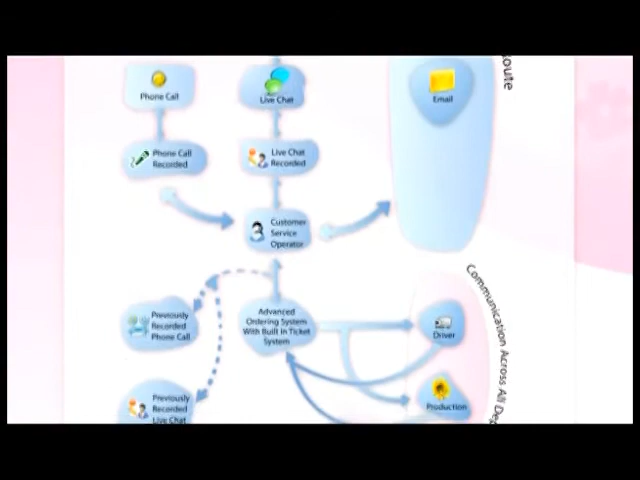 Phone Call
Live Chat
Email
Phone Call
Recorded
Live Chat
Recorded
Customer
Service
Operator
Previously
Recorded
Phone Call
Advanced
Ordering System
With Built In Ticket
System
Driver
Production
Previously
Recorded
Live Chat
Communication Across All